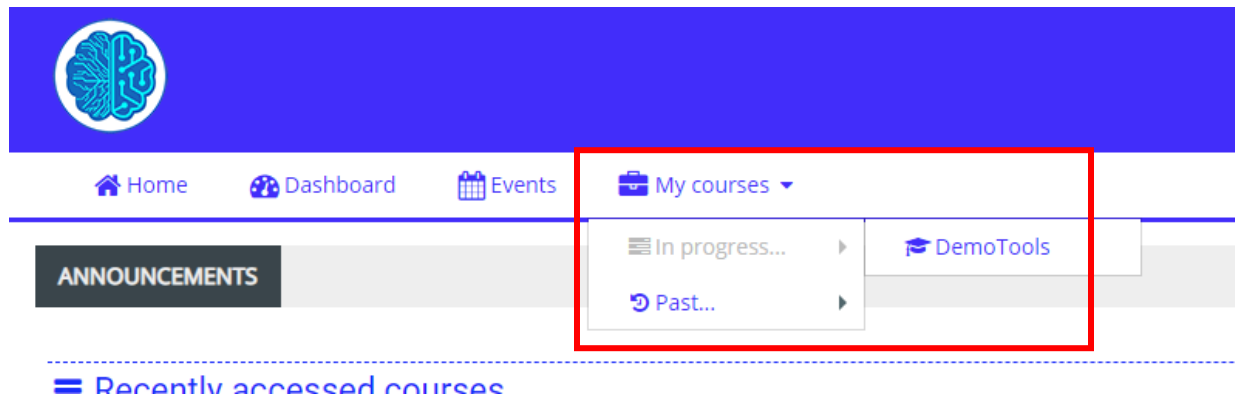 Home Dashboard Events My courses
In progress... DemoTools
ANNOUNCEMENTS
Past...
Recently accessed courses